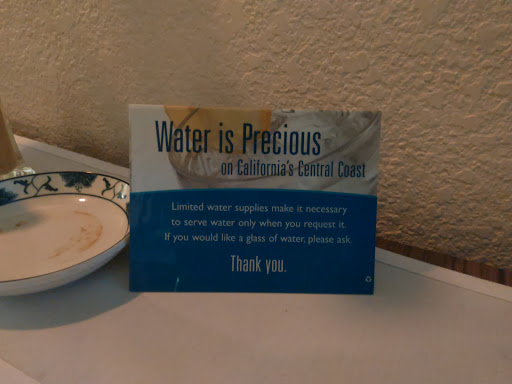 Water is Precious
on California's Central Coast
Limited water supplies make it necessary
to serve water only when you request it.
If you would like a glass of water, please ask.
Thank you.